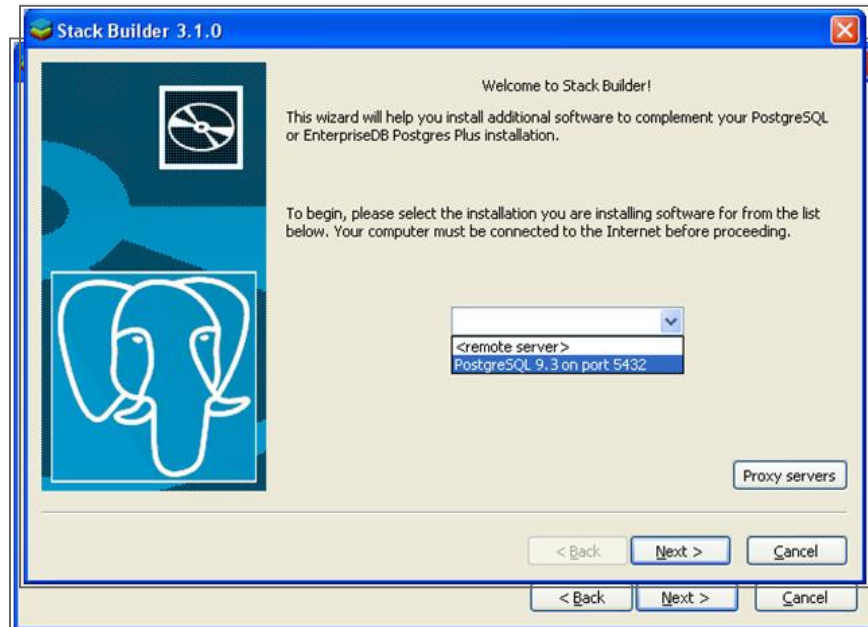 Stack Builder 3.1.0
Welcome to Stack Builder!
This wizard will help you install additional software to complement your PostgreSQL
or EnterpriseDB Postgres Plus installation.
To begin, please select the installation you are installing software for from the list
below. Your computer must be connected to the Internet before proceeding.
<remote server>
PostgreSQL 9.3 on port 5432
Proxy servers
< Back Next > Cancel
< Back Next > Cancel